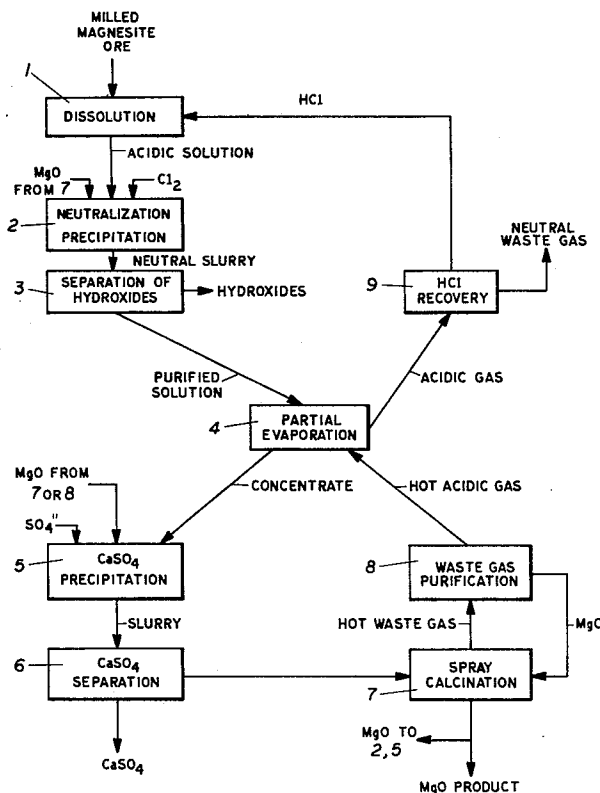 MILLED
MAGNESITE
ORE
1
DISSOLUTION
HCl
ACIDIC SOLUTION
MgO
FROM 7
Cl2
2
NEUTRALIZATION
PRECIPITATION
NEUTRAL SLURRY
3
SEPARATION OF
HYDROXIDES
HYDROXIDES
NEUTRAL
WASTE GAS
9
HCl
RECOVERY
PURIFIED
SOLUTION
ACIDIC GAS
4
PARTIAL
EVAPORATION
MgO FROM
7 OR 8
SO4"
CONCENTRATE
HOT ACIDIC GAS
5
CaSO4
PRECIPITATION
8
WASTE GAS
PURIFICATION
SLURRY
HOT WASTE GAS
MgO
6
CaSO4
SEPARATION
SPRAY
CALCINATION
7
CaSO4
MgO TO
2,5
MgO PRODUCT